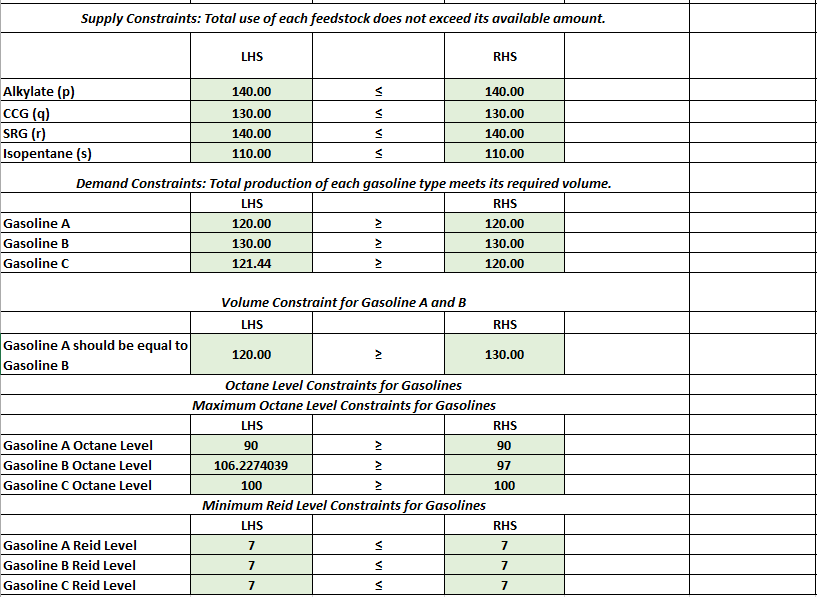 Supply Constraints: Total use of each feedstock does not exceed its available amount.
LHS RHS
Alkylate (p) 140.00 ≤ 140.00
CCG (q) 130.00 ≤ 130.00
SRG (r) 140.00 ≤ 140.00
Isopentane (s) 110.00 ≤ 110.00
Demand Constraints: Total production of each gasoline type meets its required volume.
LHS RHS
Gasoline A 120.00 ≥ 120.00
Gasoline B 130.00 ≥ 130.00
Gasoline C 121.44 ≥ 120.00
Volume Constraint for Gasoline A and B
LHS RHS
Gasoline A should be equal to
Gasoline B 120.00 ≥ 130.00
Octane Level Constraints for Gasolines
Maximum Octane Level Constraints for Gasolines
LHS RHS
Gasoline A Octane Level 90 ≥ 90
Gasoline B Octane Level 106.2274039 ≥ 97
Gasoline C Octane Level 100 ≥ 100
Minimum Reid Level Constraints for Gasolines
LHS RHS
Gasoline A Reid Level 7 ≤ 7
Gasoline B Reid Level 7 ≤ 7
Gasoline C Reid Level 7 ≤ 7